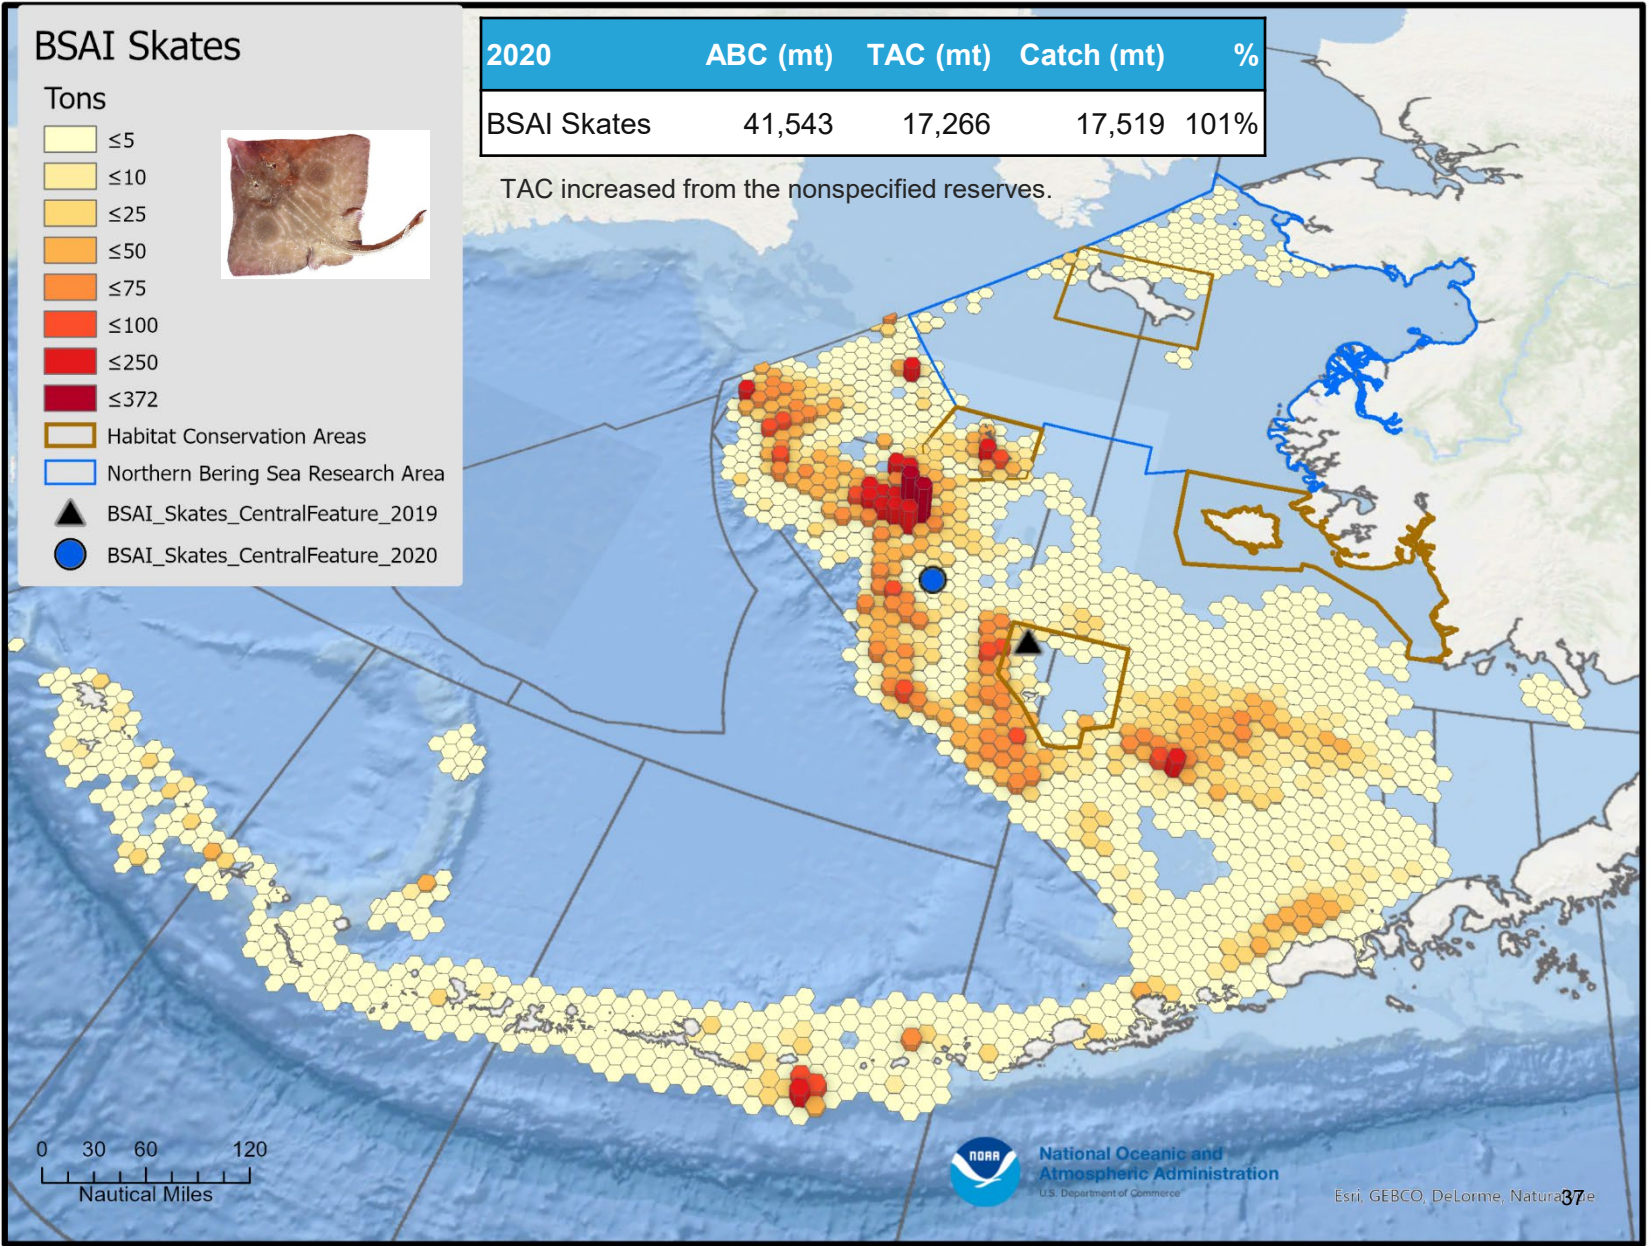 BSAI Skates
Tons
≤5
≤10
≤25
≤50
≤75
≤100
≤250
≤372
Habitat Conservation Areas
Northern Bering Sea Research Area
BSAI_Skates_CentralFeature_2019
BSAI_Skates_CentralFeature_2020
2020 ABC (mt) TAC (mt) Catch (mt) %
BSAI Skates 41,543 17,266 17,519 101%
TAC increased from the nonspecified reserves.
0 30 60 120
Nautical Miles
NOAA
National Oceanic and
Atmospheric Administration
U.S. Department of Commerce
Esri, GEBCO, DeLorme,
37